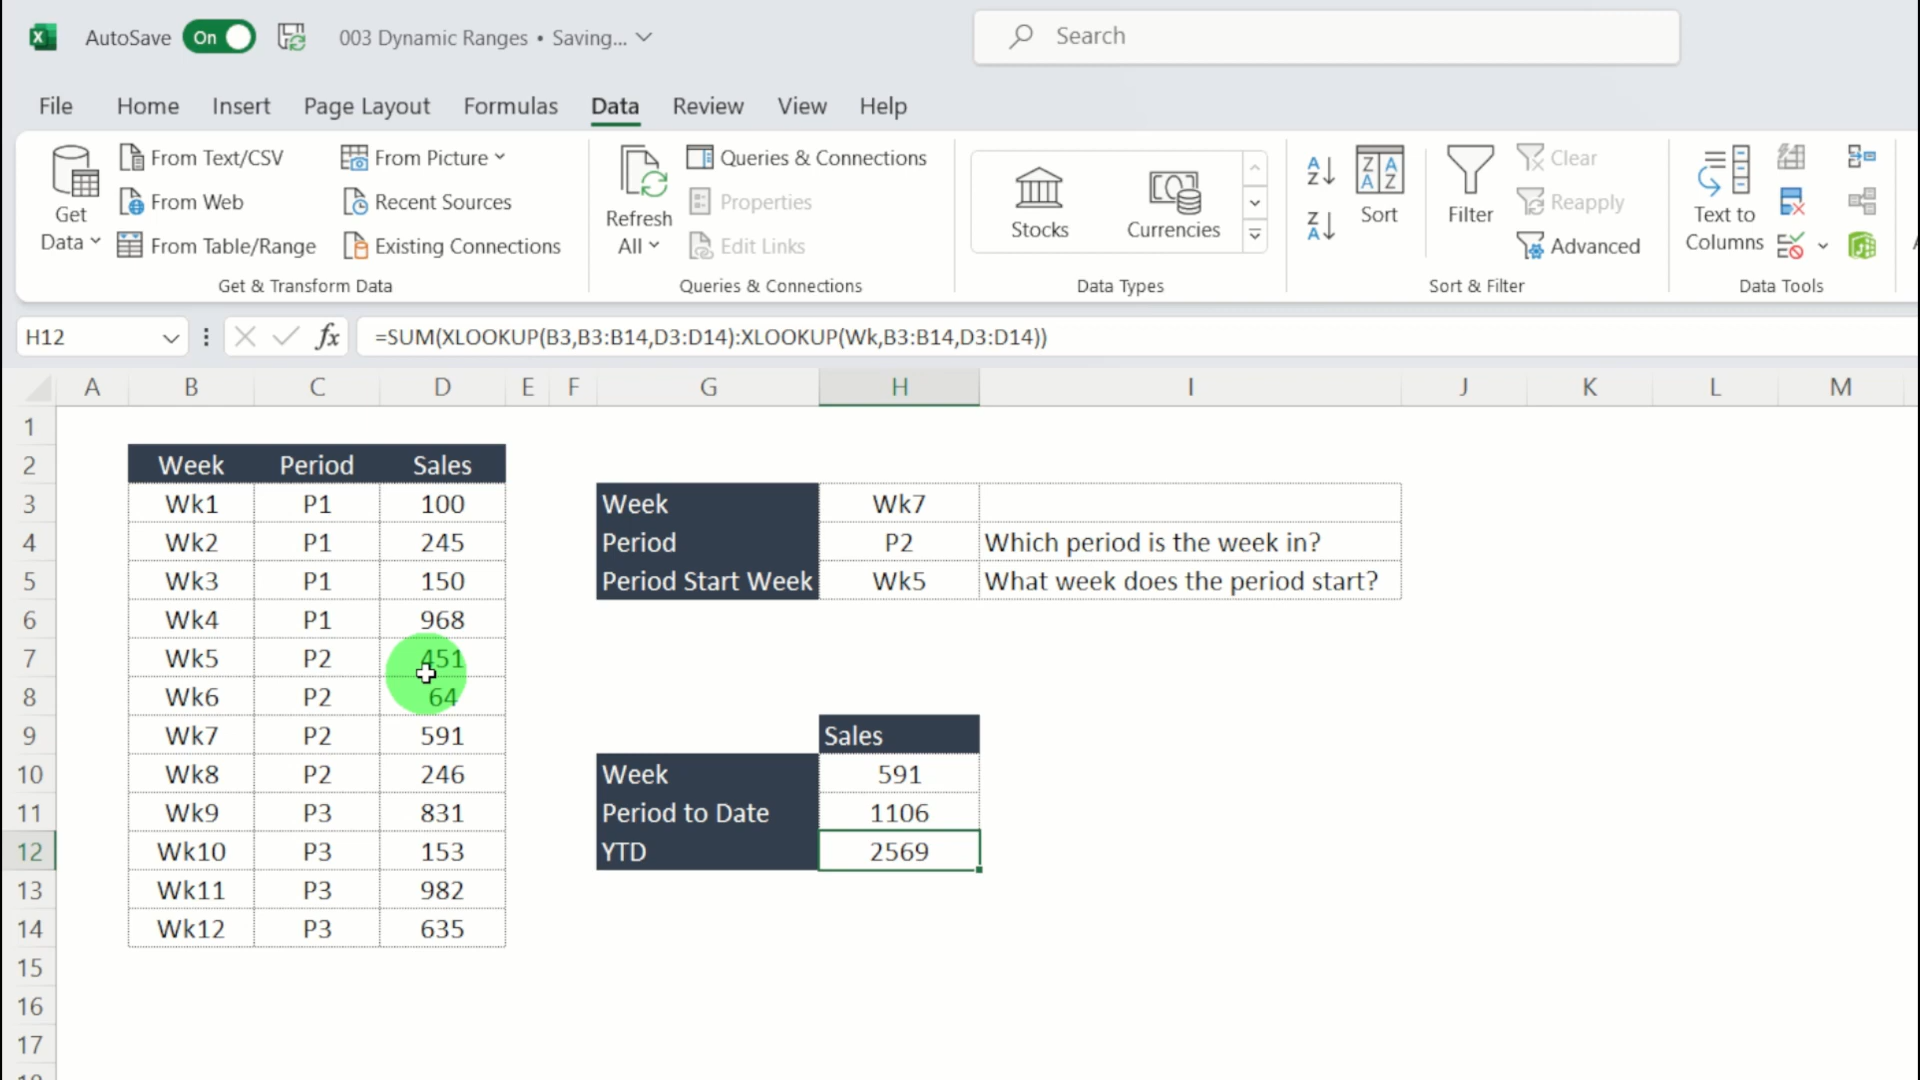 AutoSave On 003 Dynamic Ranges • Saving... Search
File Home Insert Page Layout Formulas Data Review View Help
Get Data
From Text/CSV
From Web
From Table/Range
From Picture
Recent Sources
Existing Connections
Get & Transform Data
Refresh All
Queries & Connections
Properties
Edit Links
Queries & Connections
Stocks Currencies
Data Types
Sort
Filter
Clear
Reapply
Advanced
Sort & Filter
Text to Columns
Data Tools
H12 fx =SUM(XLOOKUP(B3,B3:B14,D3:D14):XLOOKUP(Wk,B3:B14,D3:D14))
A B C D E F G H I J K L M
1
2 Week Period Sales
3 Wk1 P1 100 Week Wk7
4 Wk2 P1 245 Period P2 Which period is the week in?
5 Wk3 P1 150 Period Start Week Wk5 What week does the period start?
6 Wk4 P1 968
7 Wk5 P2 451
8 Wk6 P2 64
9 Wk7 P2 591 Sales
10 Wk8 P2 246 Week 591
11 Wk9 P3 831 Period to Date 1106
12 Wk10 P3 153 YTD 2569
13 Wk11 P3 982
14 Wk12 P3 635
15
16
17